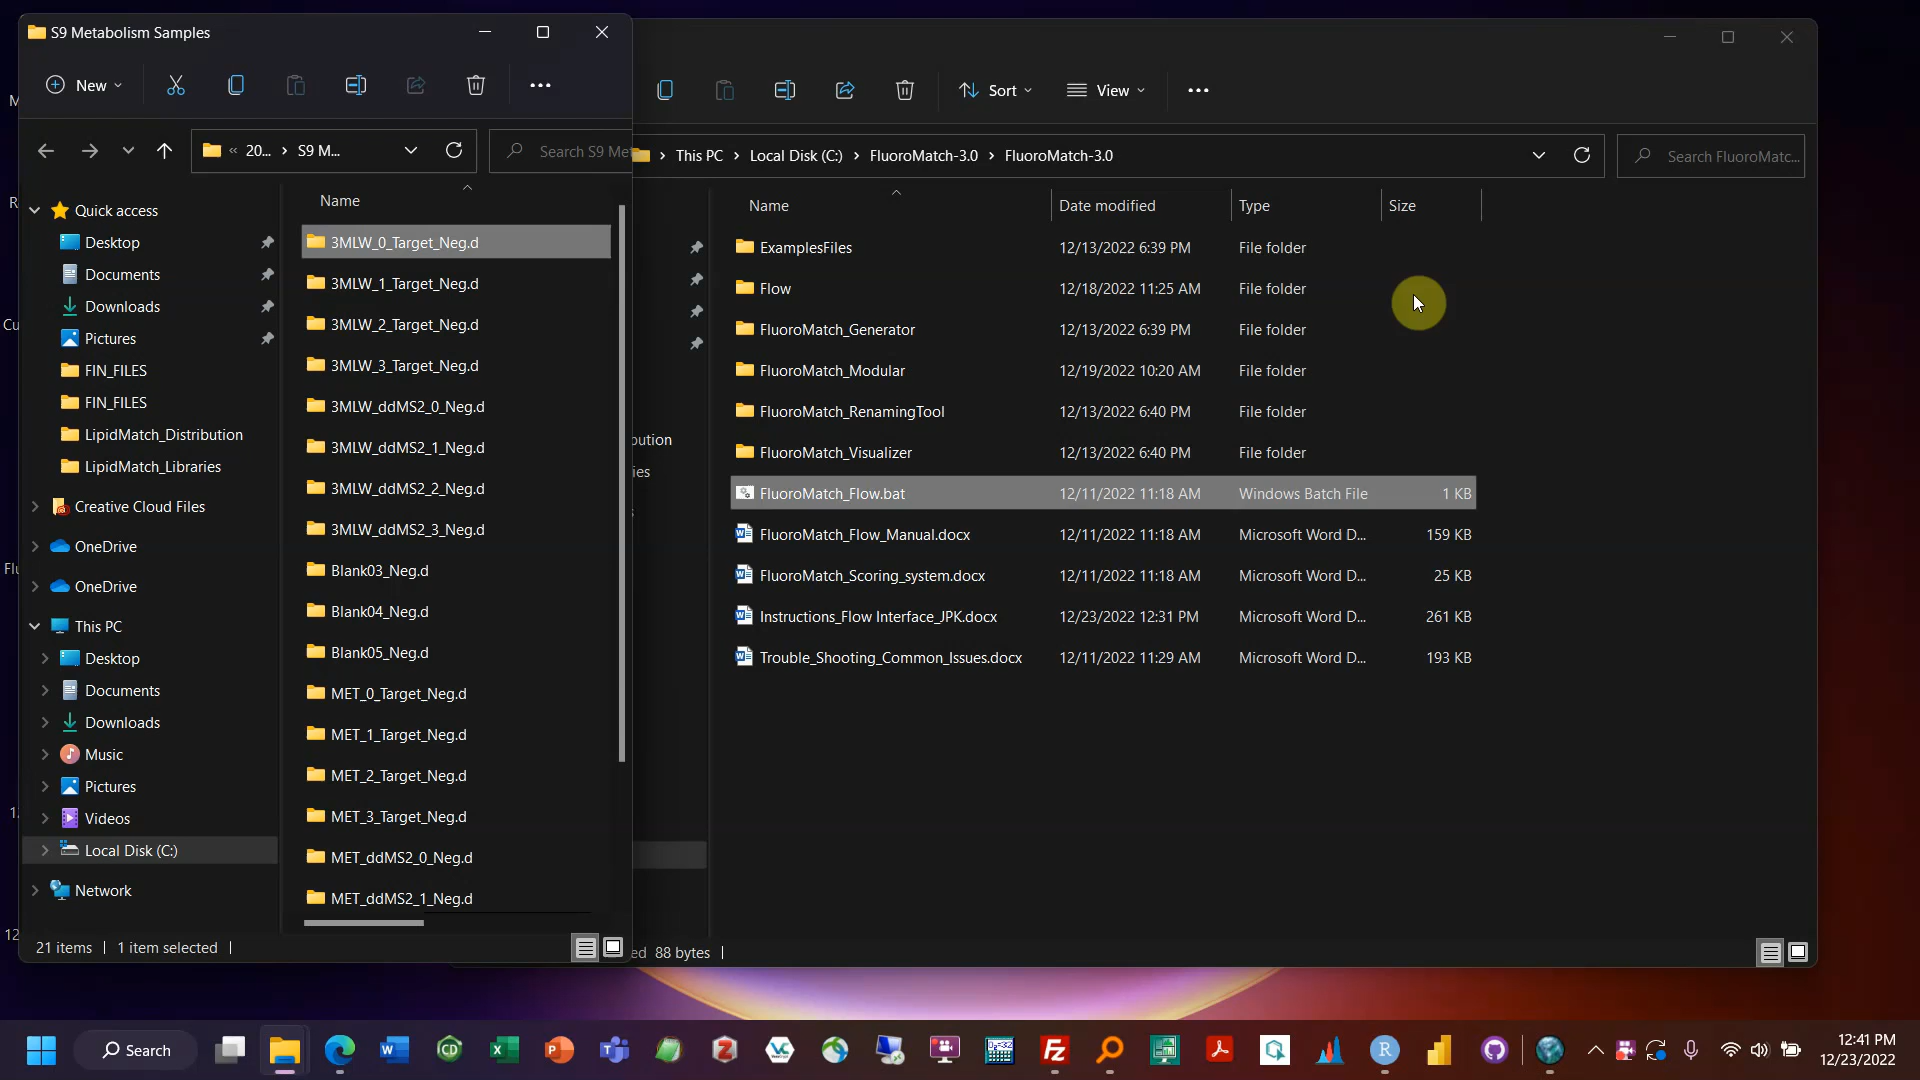 S9 Metabolism Samples
New
Sort
View
20...
S9 M...
Search S9 Me
This PC
Local Disk (C:)
FluoroMatch-3.0
FluoroMatch-3.0
Search FluoroMatc...
Name
Name
Date modified
Type
Size
Quick access
Desktop
Documents
Downloads
Pictures
FIN_FILES
FIN_FILES
LipidMatch_Distribution
LipidMatch_Libraries
Creative Cloud Files
OneDrive
OneDrive
This PC
Desktop
Documents
Downloads
Music
Pictures
Videos
Local Disk (C:)
Network
3MLW_0_Target_Neg.d
3MLW_1_Target_Neg.d
3MLW_2_Target_Neg.d
3MLW_3_Target_Neg.d
3MLW_ddMS2_0_Neg.d
3MLW_ddMS2_1_Neg.d
3MLW_ddMS2_2_Neg.d
3MLW_ddMS2_3_Neg.d
Blank03_Neg.d
Blank04_Neg.d
Blank05_Neg.d
MET_0_Target_Neg.d
MET_1_Target_Neg.d
MET_2_Target_Neg.d
MET_3_Target_Neg.d
MET_ddMS2_0_Neg.d
MET_ddMS2_1_Neg.d
bution
ies
ExamplesFiles 12/13/2022 6:39 PM File folder
Flow 12/18/2022 11:25 AM File folder
FluoroMatch_Generator 12/13/2022 6:39 PM File folder
FluoroMatch_Modular 12/19/2022 10:20 AM File folder
FluoroMatch_RenamingTool 12/13/2022 6:40 PM File folder
FluoroMatch_Visualizer 12/13/2022 6:40 PM File folder
FluoroMatch_Flow.bat 12/11/2022 11:18 AM Windows Batch File 1 KB
FluoroMatch_Flow_Manual.docx 12/11/2022 11:18 AM Microsoft Word D... 159 KB
FluoroMatch_Scoring_system.docx 12/11/2022 11:18 AM Microsoft Word D... 25 KB
Instructions_Flow Interface_JPK.docx 12/23/2022 12:31 PM Microsoft Word D... 261 KB
Trouble_Shooting_Common_Issues.docx 12/11/2022 11:29 AM Microsoft Word D... 193 KB
21 items
1 item selected
ed 88 bytes
Search
12:41 PM
12/23/2022